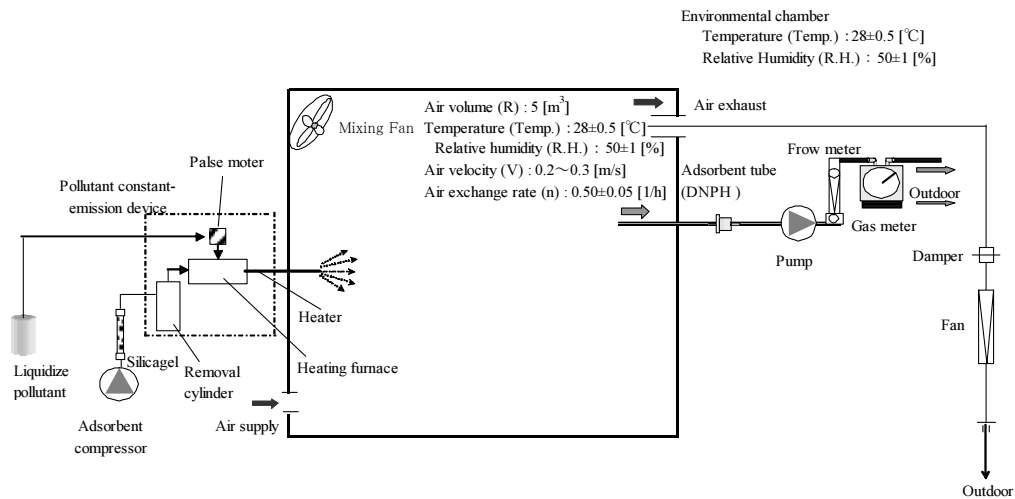 Environmental chamber
Temperature (Temp.) : 28±0.5 [℃]
Relative Humidity (R.H.) : 50±1 [%]
Air volume (R) : 5 [m³]
Air exhaust
Mixing Fan
Temperature (Temp.) : 28±0.5 [℃]
Relative humidity (R.H.) : 50±1 [%]
Air velocity (V) : 0.2～0.3 [m/s]
Air exchange rate (n) : 0.50±0.05 [1/h]
Adsorbent tube
(DNPH )
Frow meter
Outdoor
Gas meter
Pump
Palse moter
Pollutant constant-
emission device
Damper
Fan
Heater
Heating furnace
Silicagel
Removal
cylinder
Liquidize
pollutant
Air supply
Adsorbent
compressor
Outdoor